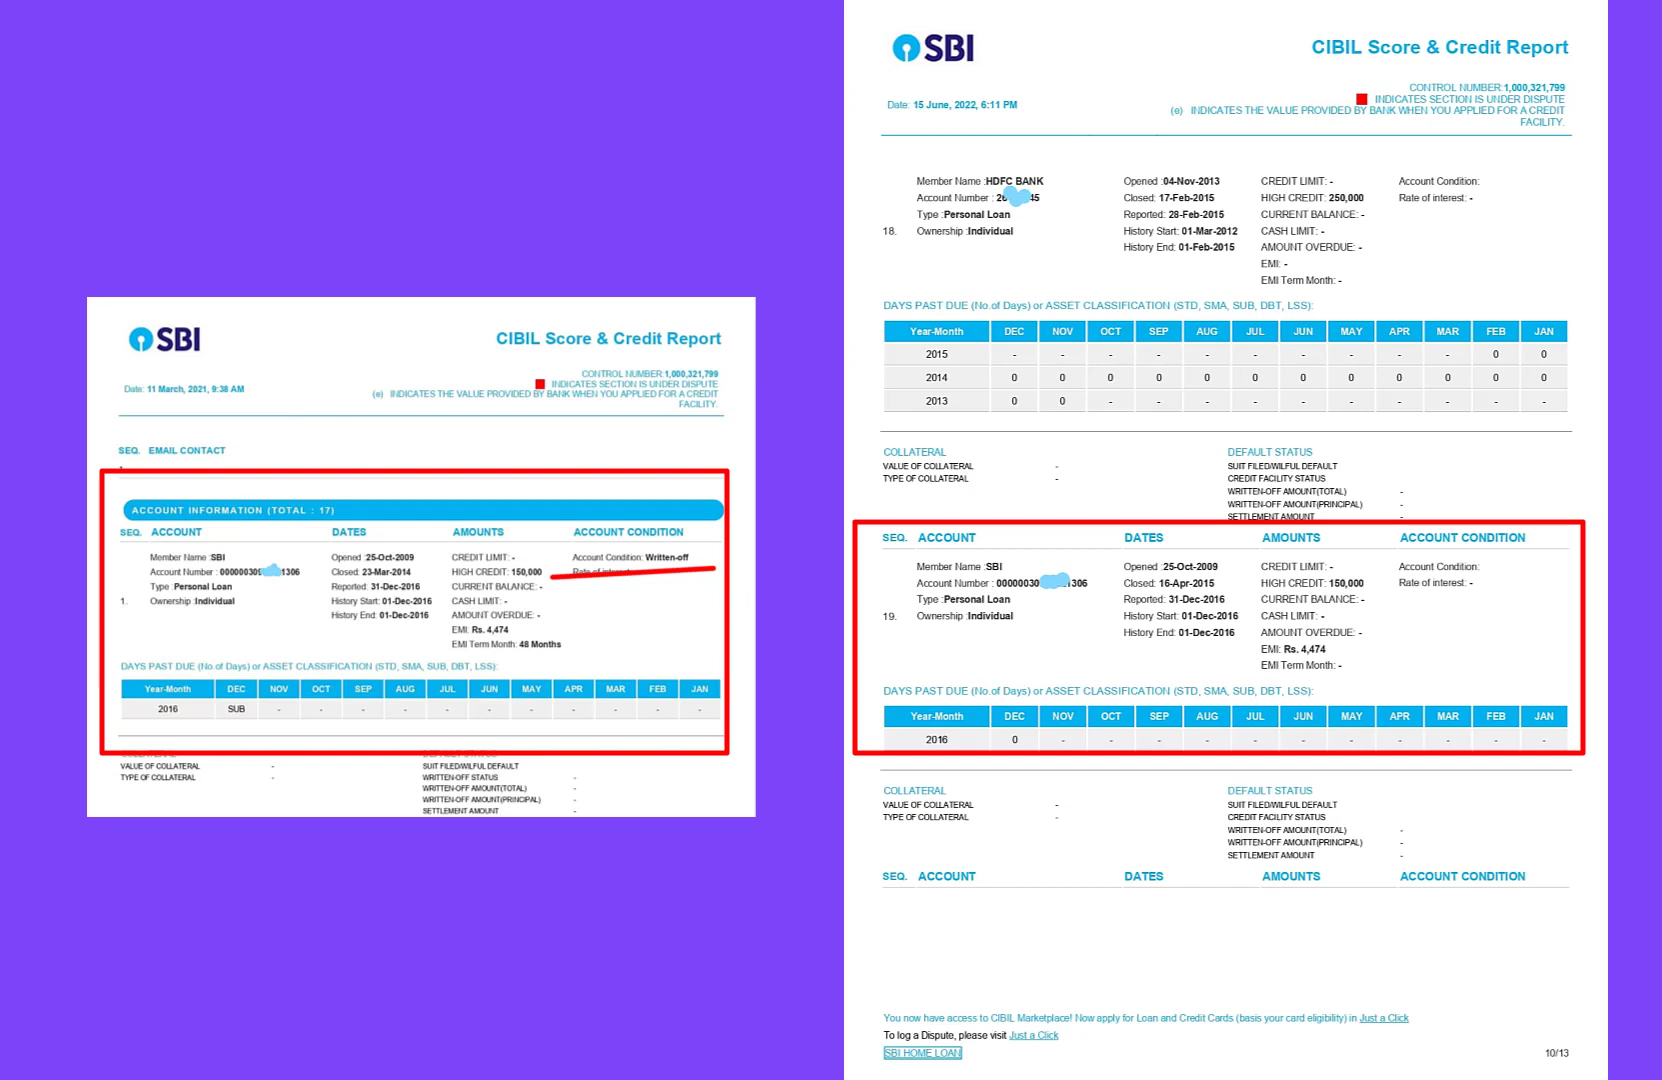 SBI
CIBIL Score & Credit Report
CONTROL NUMBER:1,000,321,799
INDICATES SECTION IS UNDER DISPUTE
Date: 11 March, 2021, 9:38 AM
(e) INDICATES THE VALUE PROVIDED BY BANK WHEN YOU APPLIED FOR A CREDIT
FACILITY.
SEQ. EMAIL CONTACT
ACCOUNT INFORMATION (TOTAL : 17)
SEQ. ACCOUNT DATES AMOUNTS ACCOUNT CONDITION
Member Name :SBI Opened :25-Oct-2009 CREDIT LIMIT: - Account Condition: Written-off
Account Number : 00000030 1306 Closed: 23-Mar-2014 HIGH CREDIT: 150,000 Rate of interest:
Type :Personal Loan Reported: 31-Dec-2016 CURRENT BALANCE: -
1. Ownership :Individual History Start: 01-Dec-2016 CASH LIMIT: -
History End: 01-Dec-2016 AMOUNT OVERDUE: -
EMI: Rs. 4,474
EMI Term Month: 48 Months
DAYS PAST DUE (No.of Days) or ASSET CLASSIFICATION (STD, SMA, SUB, DBT, LSS):
Year-Month DEC NOV OCT SEP AUG JUL JUN MAY APR MAR FEB JAN
2016 SUB - - - - - - - - - - -
VALUE OF COLLATERAL - SUIT FILED/WILFUL DEFAULT
TYPE OF COLLATERAL - WRITTEN-OFF STATUS -
WRITTEN-OFF AMOUNT(TOTAL) -
WRITTEN-OFF AMOUNT(PRINCIPAL) -
SETTLEMENT AMOUNT -
SBI
CIBIL Score & Credit Report
CONTROL NUMBER:1,000,321,799
INDICATES SECTION IS UNDER DISPUTE
Date: 15 June, 2022, 6:11 PM
(e) INDICATES THE VALUE PROVIDED BY BANK WHEN YOU APPLIED FOR A CREDIT
FACILITY.
Member Name :HDFC BANK Opened :04-Nov-2013 CREDIT LIMIT: - Account Condition:
Account Number : 26 45 Closed: 17-Feb-2015 HIGH CREDIT: 250,000 Rate of interest: -
Type :Personal Loan Reported: 28-Feb-2015 CURRENT BALANCE: -
18. Ownership :Individual History Start: 01-Mar-2012 CASH LIMIT: -
History End: 01-Feb-2015 AMOUNT OVERDUE: -
EMI: -
EMI Term Month: -
DAYS PAST DUE (No.of Days) or ASSET CLASSIFICATION (STD, SMA, SUB, DBT, LSS):
Year-Month DEC NOV OCT SEP AUG JUL JUN MAY APR MAR FEB JAN
2015 - - - - - - - - - - 0 0
2014 0 0 0 0 0 0 0 0 0 0 0 0
2013 0 0 - - - - - - - - - -
COLLATERAL DEFAULT STATUS
VALUE OF COLLATERAL - SUIT FILED/WILFUL DEFAULT
TYPE OF COLLATERAL - CREDIT FACILITY STATUS
WRITTEN-OFF AMOUNT(TOTAL) -
WRITTEN-OFF AMOUNT(PRINCIPAL) -
SETTLEMENT AMOUNT -
SEQ. ACCOUNT DATES AMOUNTS ACCOUNT CONDITION
Member Name :SBI Opened :25-Oct-2009 CREDIT LIMIT: - Account Condition:
Account Number : 00000030 306 Closed: 16-Apr-2015 HIGH CREDIT: 150,000 Rate of interest: -
Type :Personal Loan Reported: 31-Dec-2016 CURRENT BALANCE: -
19. Ownership :Individual History Start: 01-Dec-2016 CASH LIMIT: -
History End: 01-Dec-2016 AMOUNT OVERDUE: -
EMI: Rs. 4,474
EMI Term Month: -
DAYS PAST DUE (No.of Days) or ASSET CLASSIFICATION (STD, SMA, SUB, DBT, LSS):
Year-Month DEC NOV OCT SEP AUG JUL JUN MAY APR MAR FEB JAN
2016 0 - - - - - - - - - - -
COLLATERAL DEFAULT STATUS
VALUE OF COLLATERAL - SUIT FILED/WILFUL DEFAULT
TYPE OF COLLATERAL - CREDIT FACILITY STATUS
WRITTEN-OFF AMOUNT(TOTAL) -
WRITTEN-OFF AMOUNT(PRINCIPAL) -
SETTLEMENT AMOUNT -
SEQ. ACCOUNT DATES AMOUNTS ACCOUNT CONDITION
You now have access to CIBIL Marketplace! Now apply for Loan and Credit Cards (basis your card eligibility) in Just a Click
To log a Dispute, please visit Just a Click
SBI HOME LOAN 10/13